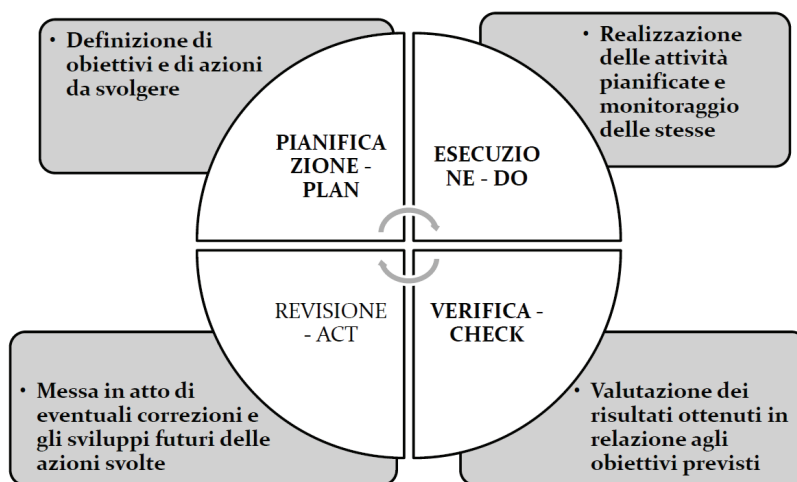 • Definizione di
obiettivi e di azioni
da svolgere
• Realizzazione
delle attività
pianificate e
monitoraggio
delle stesse
PIANIFICA
ZIONE -
PLAN
ESECUZIO
NE - DO
REVISIONE
- ACT
VERIFICA -
CHECK
• Messa in atto di
eventuali correzioni e
gli sviluppi futuri delle
azioni svolte
• Valutazione dei
risultati ottenuti in
relazione agli
obiettivi previsti